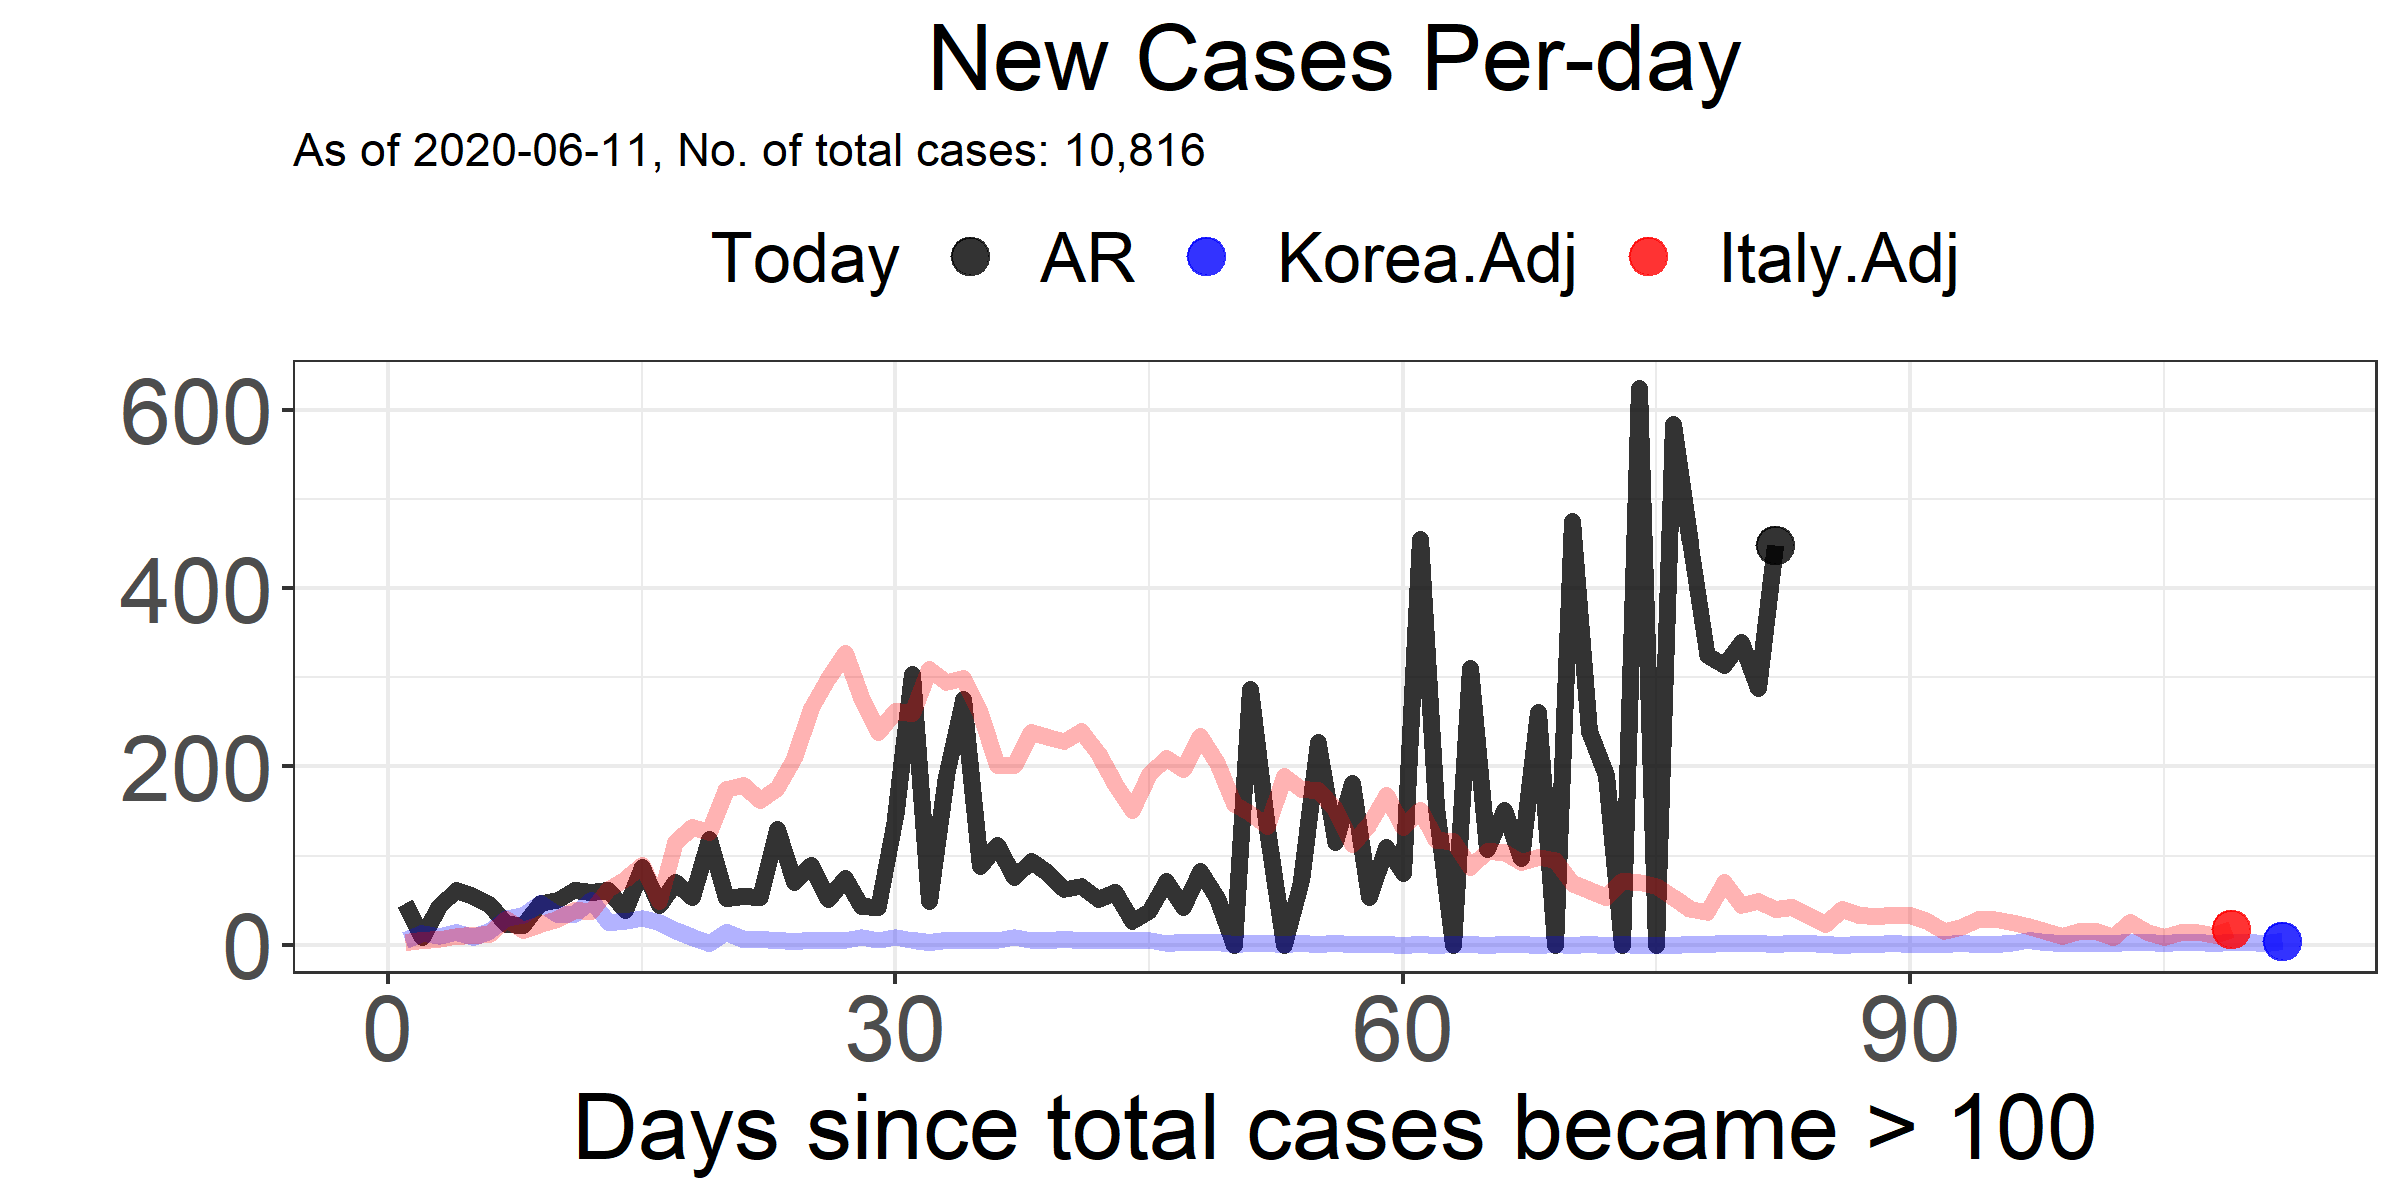 New Cases Per-day
As of 2020-06-11, No. of total cases: 10,816
Today AR Korea.Adj Italy.Adj
600
400
200
0
0 30 60 90
Days since total cases became > 100